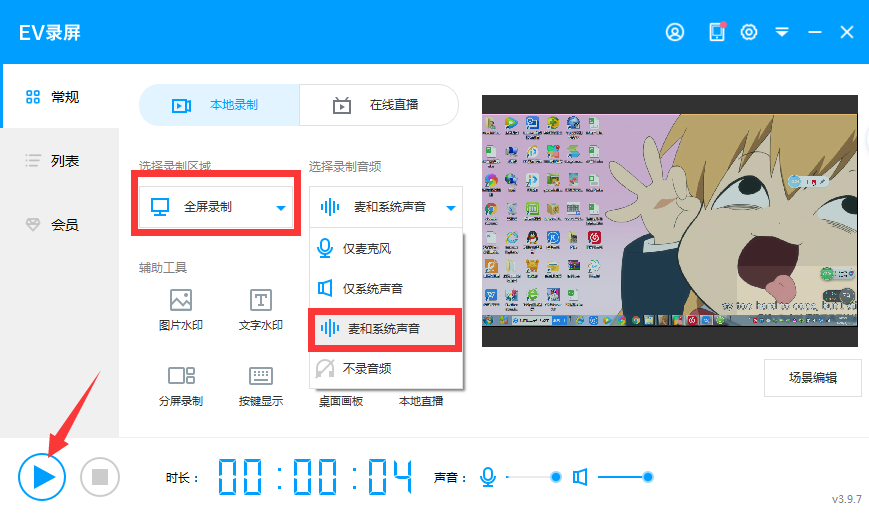 EV录屏
常规
列表
会员
本地录制
在线直播
选择录制区域
选择录制音频
全屏录制
麦和系统声音
仅麦克风
仅系统声音
麦和系统声音
不录音频
辅助工具
图片水印
文字水印
分屏录制
按键显示
桌面画板
本地直播
场景编辑
时长：
00:00:04
声音：
v3.9.7